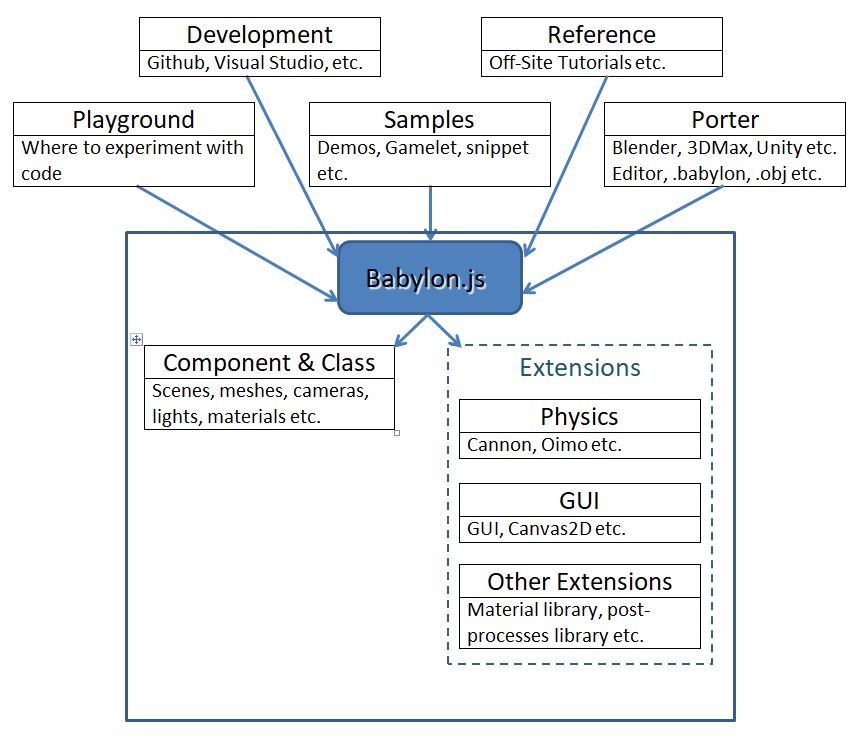 Development
Github, Visual Studio, etc.
Reference
Off-Site Tutorials etc.
Playground
Where to experiment with
code
Samples
Demos, Gamelet, snippet
etc.
Porter
Blender, 3DMax, Unity etc.
Editor, .babylon, .obj etc.
Babylon.js
Component & Class
Scenes, meshes, cameras,
lights, materials etc.
Extensions
Physics
Cannon, Oimo etc.
GUI
GUI, Canvas2D etc.
Other Extensions
Material library, post-
processes library etc.